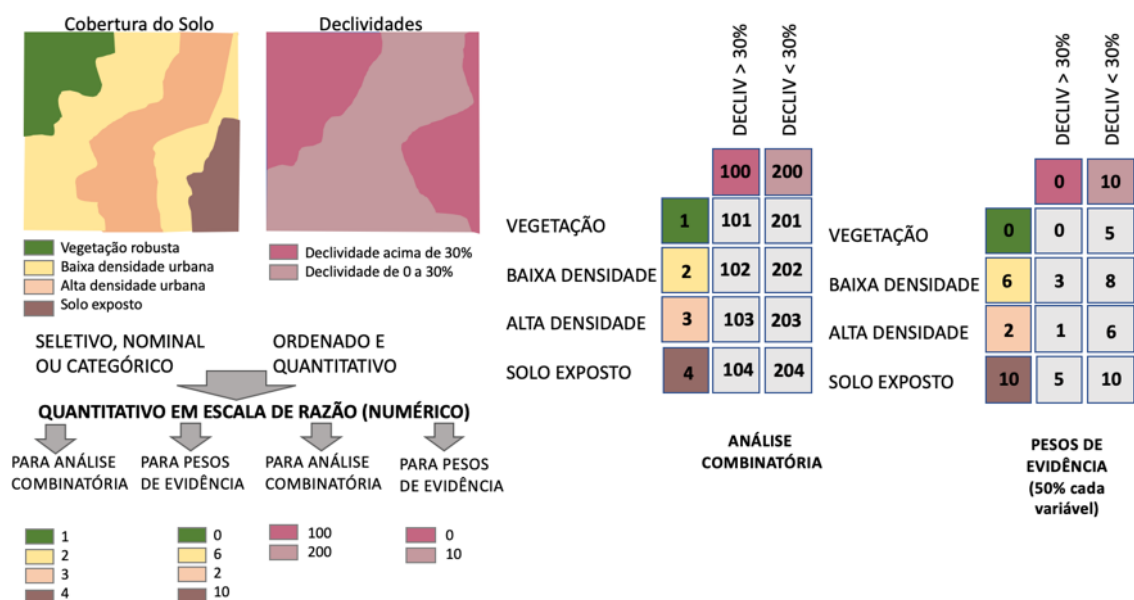 Cobertura do Solo
Declividades
Vegetação robusta
Baixa densidade urbana
Alta densidade urbana
Solo exposto
Declividade acima de 30%
Declividade de 0 a 30%
SELETIVO, NOMINAL
OU CATEGÓRICO
ORDENADO E
QUANTITATIVO
QUANTITATIVO EM ESCALA DE RAZÃO (NUMÉRICO)
PARA ANÁLISE
COMBINATÓRIA
PARA PESOS
DE EVIDÊNCIA
PARA ANÁLISE
COMBINATÓRIA
PARA PESOS
DE EVIDÊNCIA
1
2
3
4
0
6
2
10
100
200
0
10
DECLIV > 30%
DECLIV < 30%
100 200
VEGETAÇÃO 1 101 201
BAIXA DENSIDADE 2 102 202
ALTA DENSIDADE 3 103 203
SOLO EXPOSTO 4 104 204
ANÁLISE
COMBINATÓRIA
DECLIV > 30%
DECLIV < 30%
0 10
VEGETAÇÃO 0 0 5
BAIXA DENSIDADE 6 3 8
ALTA DENSIDADE 2 1 6
SOLO EXPOSTO 10 5 10
PESOS DE
EVIDÊNCIA
(50% cada
variável)